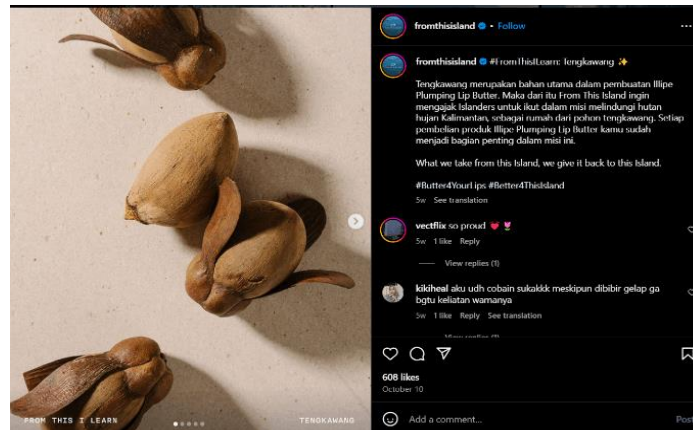 fromthisisland • Follow
fromthisisland #FromThisILearn: Tengkawang ✨
Tengkawang merupakan bahan utama dalam pembuatan Illipe
Plumping Lip Butter. Maka dari itu From This Island ingin
mengajak Islanders untuk ikut dalam misi melindungi hutan
hujan Kalimantan, sebagai rumah dari pohon tengkawang. Setiap
pembelian produk Illipe Plumping Lip Butter kamu sudah
menjadi bagian penting dalam misi ini.
What we take from this Island, we give it back to this Island.
#Butter4YourLips #Better4ThisIsland
5w See translation
vectflix so proud 💓 🌷
5w 1 like Reply
View replies (1)
kikiheal aku udh cobain sukakkk meskipun dibibir gelap ga
bgtu keliatan warnanya
5w 1 like Reply See translation
View replies (1)
608 likes
October 10
Add a comment...
Post
FROM THIS I LEARN
TENGKAWANG